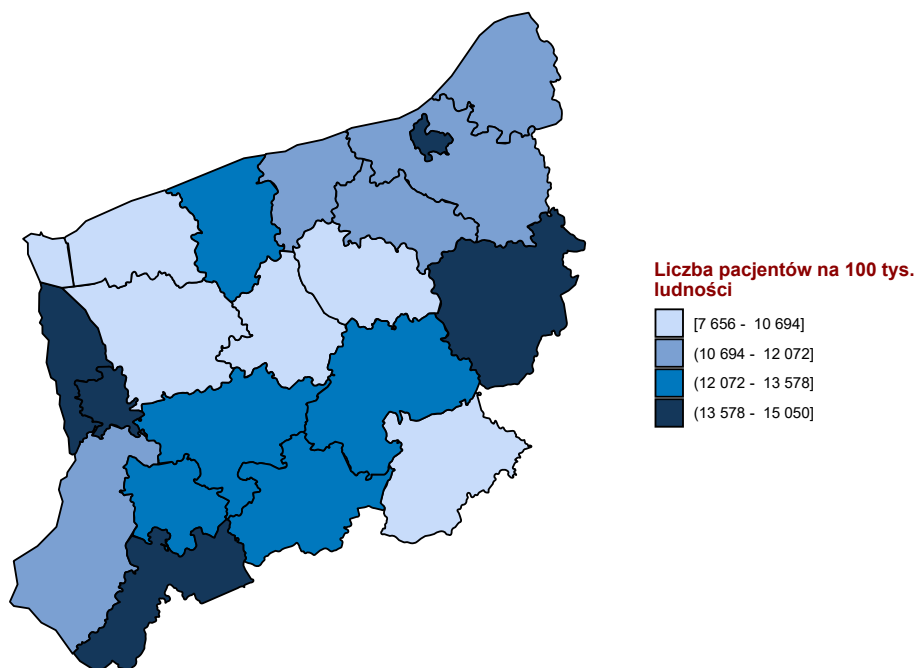 Liczba pacjentów na 100 tys.
ludności
[7 656 - 10 694]
(10 694 - 12 072]
(12 072 - 13 578]
(13 578 - 15 050]